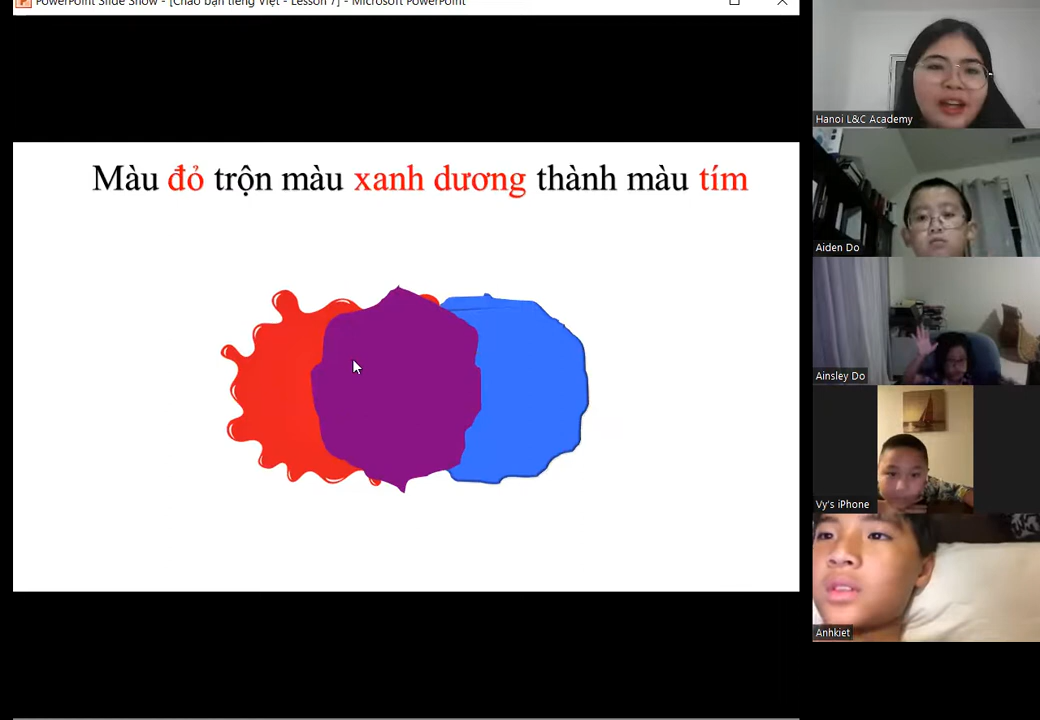 PowerPoint Slide Show - [Chào bạn tiếng Việt - Lesson 7] - Microsoft PowerPoint
Màu đỏ trộn màu xanh dương thành màu tím
Hanoi L&C Academy
Aiden Do
Ainsley Do
Vy's iPhone
Anhkiet